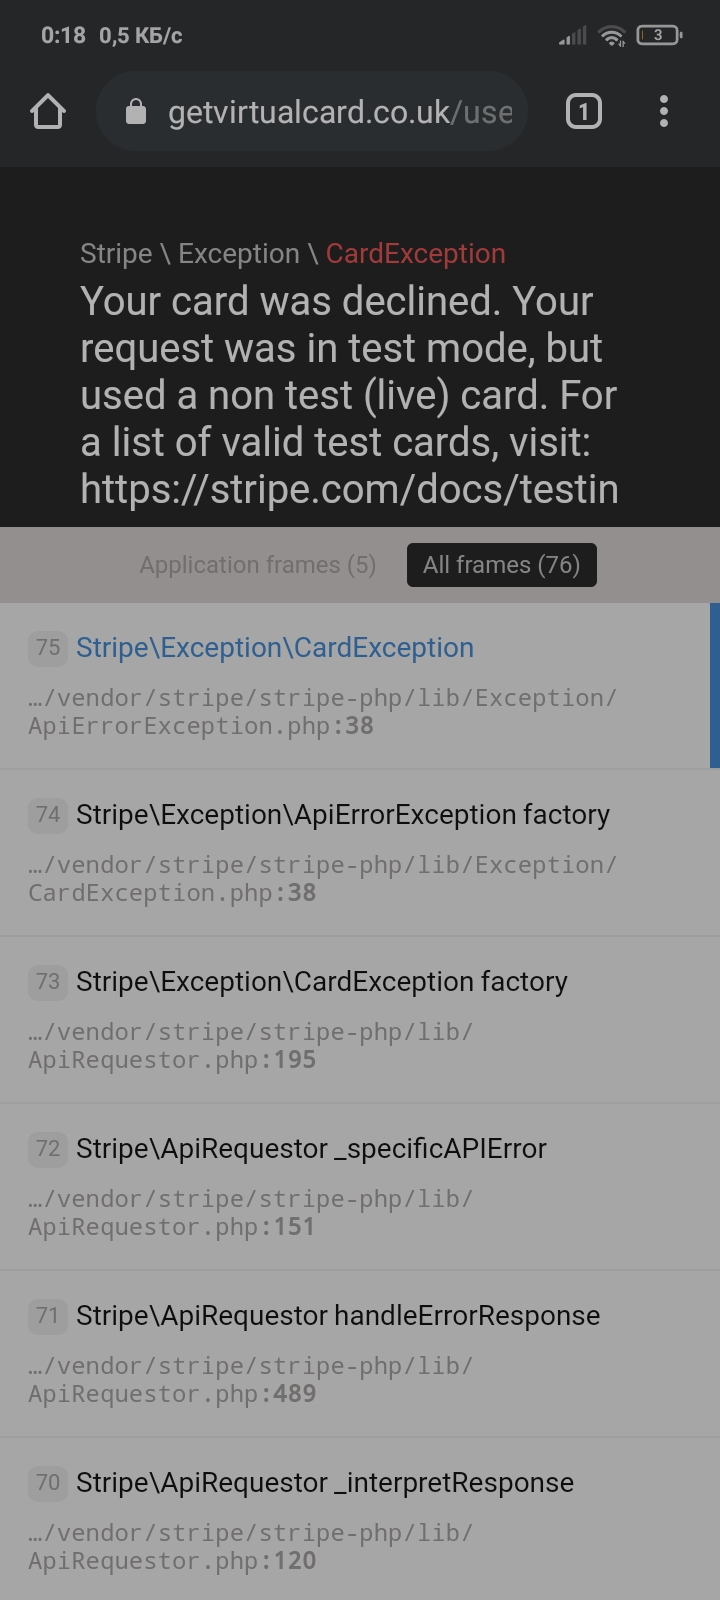 0:18 0,5 КБ/с 3
getvirtualcard.co.uk/use 1
Stripe \ Exception \ CardException
Your card was declined. Your
request was in test mode, but
used a non test (live) card. For
a list of valid test cards, visit:
https://stripe.com/docs/testin
Application frames (5) All frames (76)
75 Stripe\Exception\CardException
…/vendor/stripe/stripe-php/lib/Exception/
ApiErrorException.php:38
74 Stripe\Exception\ApiErrorException factory
…/vendor/stripe/stripe-php/lib/Exception/
CardException.php:38
73 Stripe\Exception\CardException factory
…/vendor/stripe/stripe-php/lib/
ApiRequestor.php:195
72 Stripe\ApiRequestor _specificAPIError
…/vendor/stripe/stripe-php/lib/
ApiRequestor.php:151
71 Stripe\ApiRequestor handleErrorResponse
…/vendor/stripe/stripe-php/lib/
ApiRequestor.php:489
70 Stripe\ApiRequestor _interpretResponse
…/vendor/stripe/stripe-php/lib/
ApiRequestor.php:120